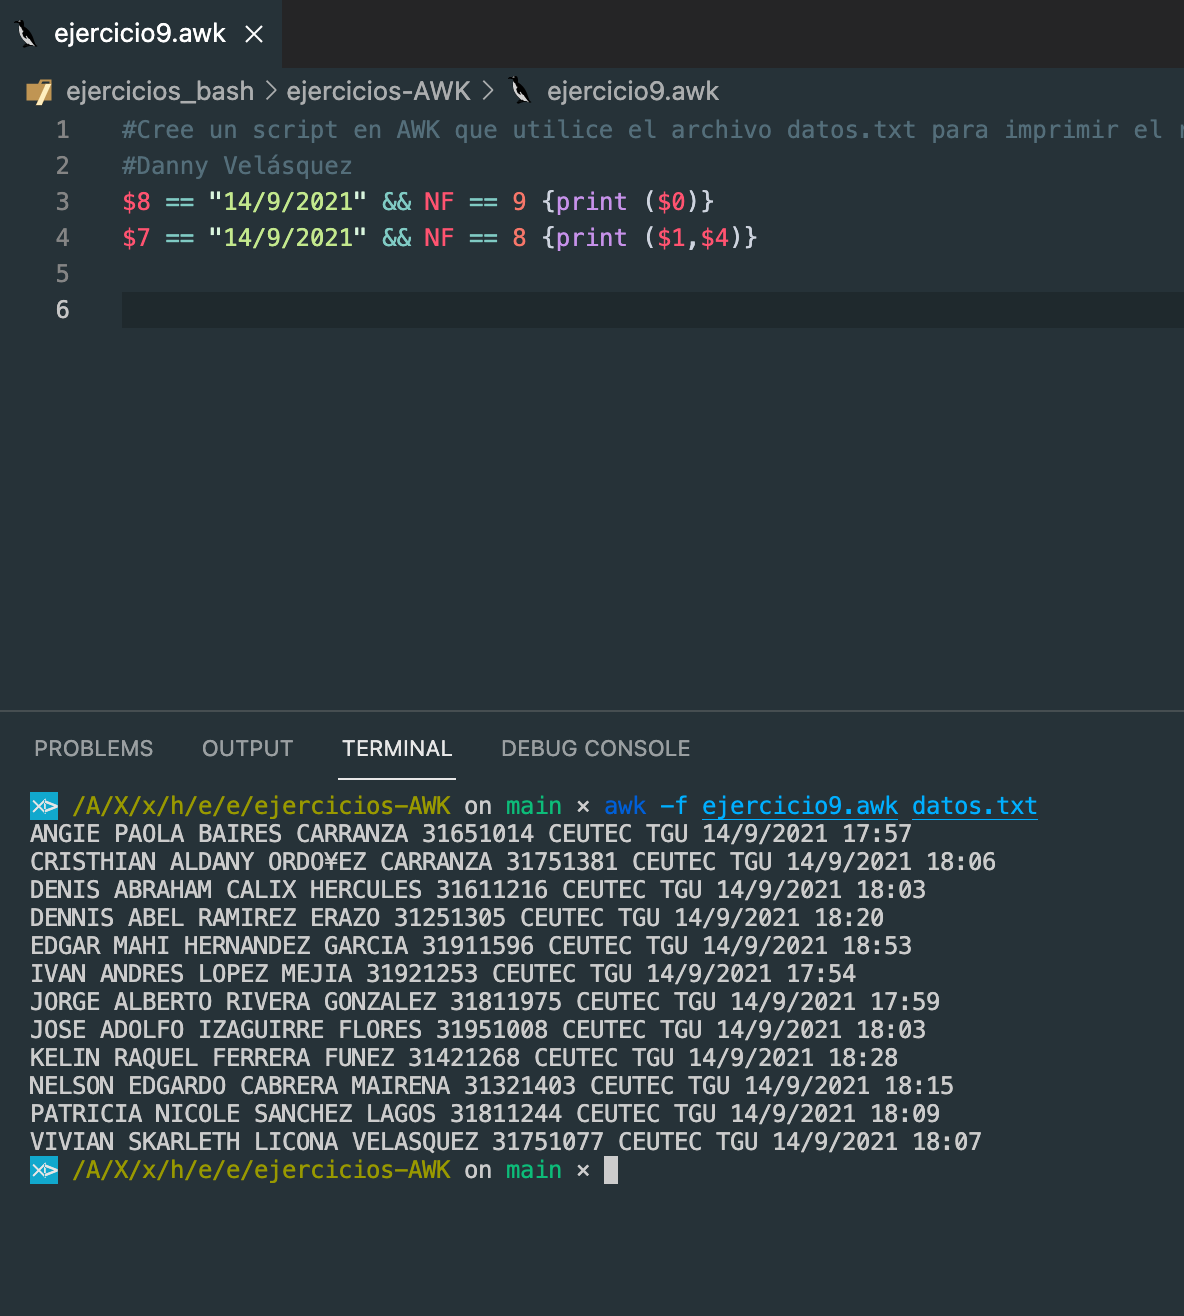 ejercicio9.awk
ejercicios_bash > ejercicios-AWK > ejercicio9.awk
1 #Cree un script en AWK que utilice el archivo datos.txt para imprimir el
2 #Danny Velásquez
3 $8 == "14/9/2021" && NF == 9 {print ($0)}
4 $7 == "14/9/2021" && NF == 8 {print ($1,$4)}
5
6
PROBLEMS OUTPUT TERMINAL DEBUG CONSOLE
/A/X/x/h/e/e/ejercicios-AWK on main × awk -f ejercicio9.awk datos.txt
ANGIE PAOLA BAIRES CARRANZA 31651014 CEUTEC TGU 14/9/2021 17:57
CRISTHIAN ALDANY ORDO¥EZ CARRANZA 31751381 CEUTEC TGU 14/9/2021 18:06
DENIS ABRAHAM CALIX HERCULES 31611216 CEUTEC TGU 14/9/2021 18:03
DENNIS ABEL RAMIREZ ERAZO 31251305 CEUTEC TGU 14/9/2021 18:20
EDGAR MAHI HERNANDEZ GARCIA 31911596 CEUTEC TGU 14/9/2021 18:53
IVAN ANDRES LOPEZ MEJIA 31921253 CEUTEC TGU 14/9/2021 17:54
JORGE ALBERTO RIVERA GONZALEZ 31811975 CEUTEC TGU 14/9/2021 17:59
JOSE ADOLFO IZAGUIRRE FLORES 31951008 CEUTEC TGU 14/9/2021 18:03
KELIN RAQUEL FERRERA FUNEZ 31421268 CEUTEC TGU 14/9/2021 18:28
NELSON EDGARDO CABRERA MAIRENA 31321403 CEUTEC TGU 14/9/2021 18:15
PATRICIA NICOLE SANCHEZ LAGOS 31811244 CEUTEC TGU 14/9/2021 18:09
VIVIAN SKARLETH LICONA VELASQUEZ 31751077 CEUTEC TGU 14/9/2021 18:07
/A/X/x/h/e/e/ejercicios-AWK on main ×